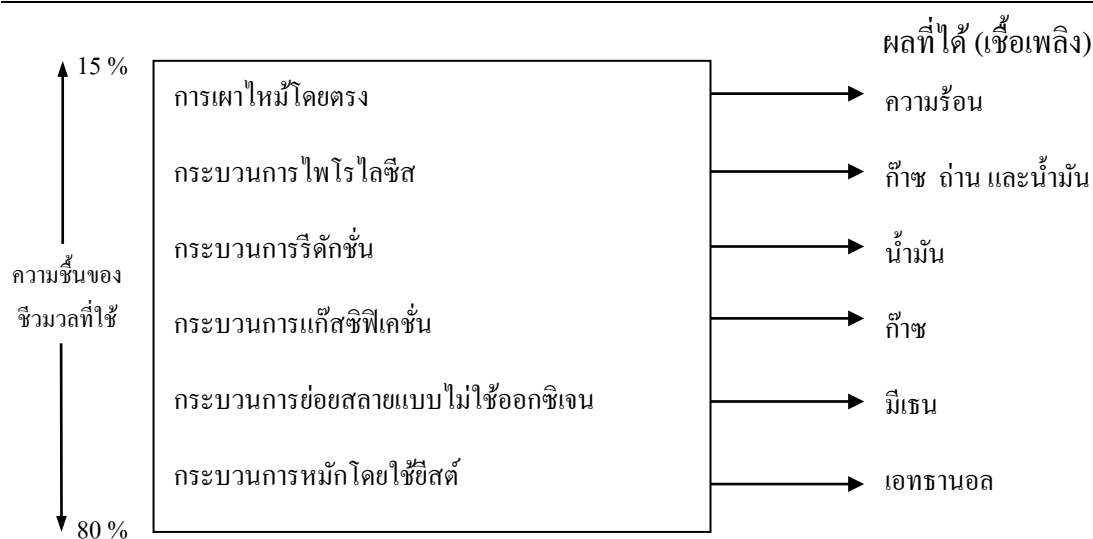 ผลที่ได้ (เชื้อเพลิง)
15 %
การเผาไหม้โดยตรง
ความร้อน
กระบวนการไพโรไลซีส
ก๊าซ ถ่าน และน้ำมัน
กระบวนการรีดักชั่น
น้ำมัน
ความชื้นของ
ชีวมวลที่ใช้
กระบวนการแก๊สซิฟิเคชั่น
ก๊าซ
กระบวนการย่อยสลายแบบไม่ใช้ออกซิเจน
มีเธน
กระบวนการหมักโดยใช้ยีสต์
เอทธานอล
80 %